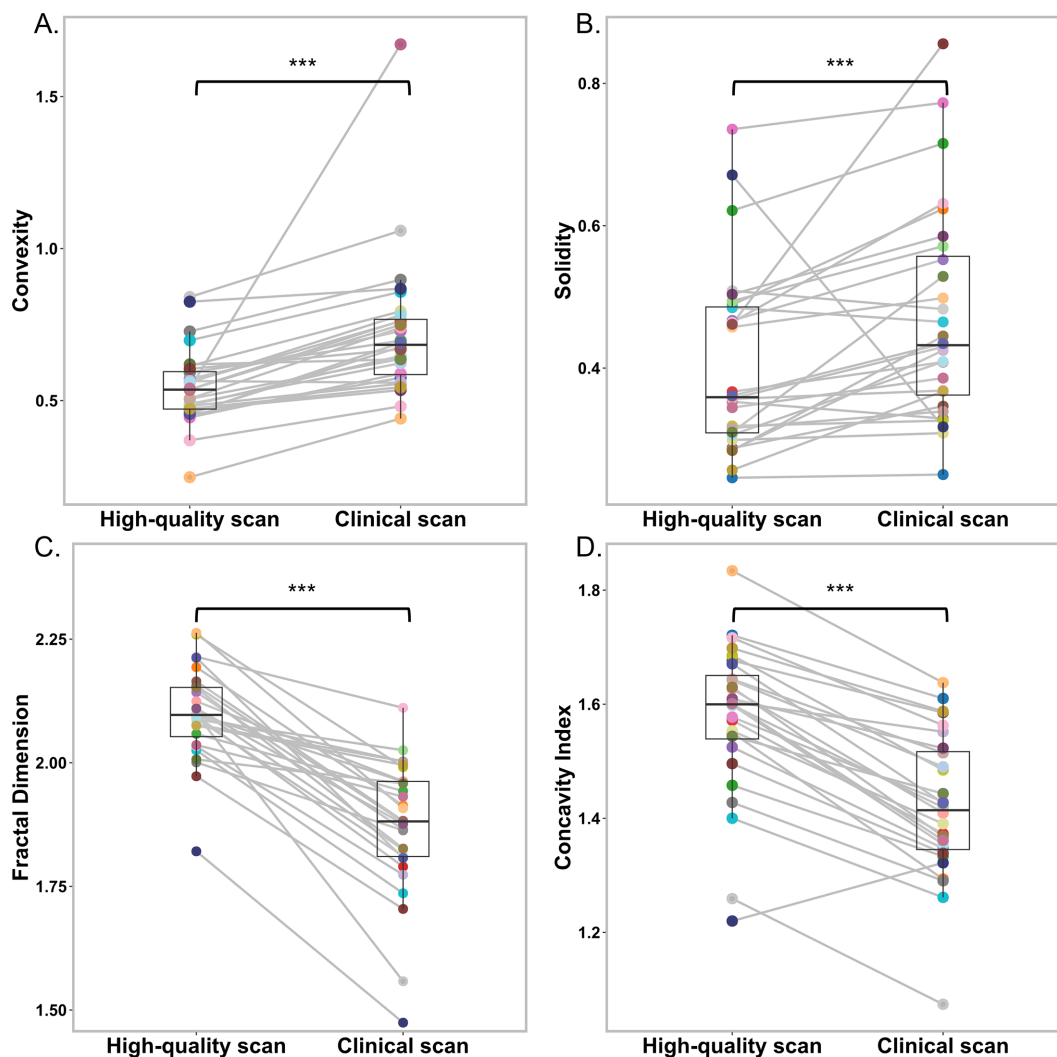 A.
***
1.5
1.0
0.5
Convexity
High-quality scan Clinical scan
B.
***
0.8
0.6
0.4
Solidity
High-quality scan Clinical scan
C.
***
2.25
2.00
1.75
1.50
Fractal Dimension
High-quality scan Clinical scan
D.
***
1.8
1.6
1.4
1.2
Concavity Index
High-quality scan Clinical scan